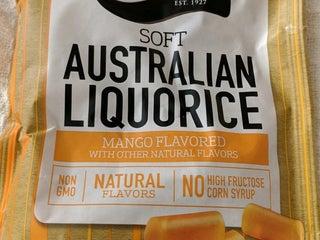 EST. 1927
SOFT
AUSTRALIAN
LIQUORICE
MANGO FLAVORED
WITH OTHER NATURAL FLAVORS
NON
GMO
NATURAL
FLAVORS
NO HIGH FRUCTOSE
CORN SYRUP